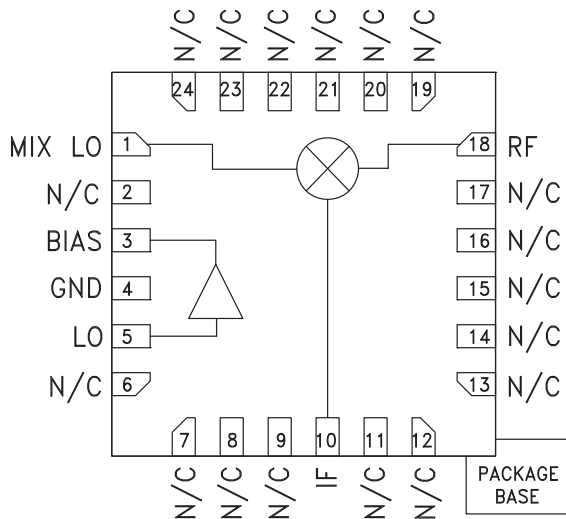 N/C N/C N/C N/C N/C N/C
24 23 22 21 20 19
MIX LO 1
18 RF
N/C 2
17 N/C
BIAS 3
16 N/C
GND 4
15 N/C
LO 5
14 N/C
N/C 6
13 N/C
7 8 9 10 11 12
N/C N/C N/C IF N/C N/C
PACKAGE
BASE